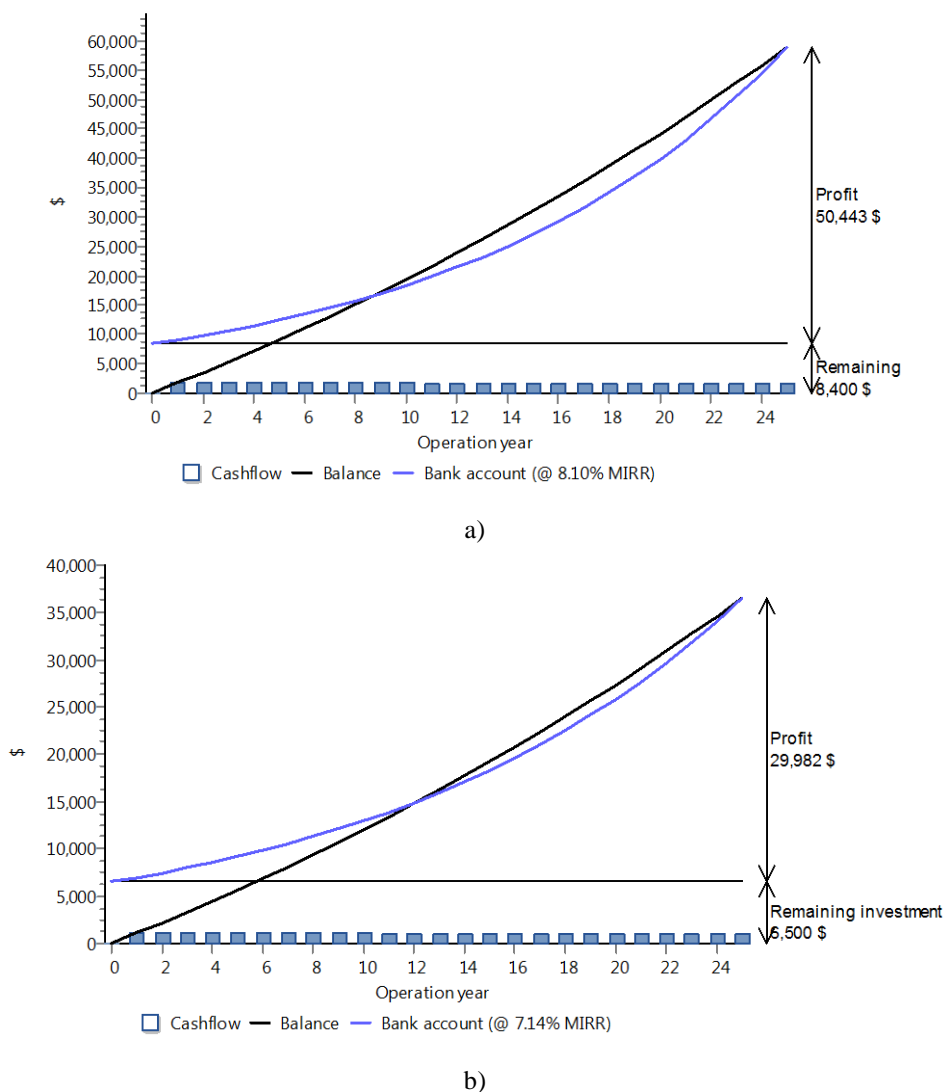 $
60,000
55,000
50,000
45,000
40,000
35,000
30,000
25,000
20,000
15,000
10,000
5,000
0
Profit
50,443 $
Remaining
8,400 $
0 2 4 6 8 10 12 14 16 18 20 22 24
Operation year
Cashflow Balance Bank account (@ 8.10% MIRR)
a)
$
40,000
35,000
30,000
25,000
20,000
15,000
10,000
5,000
0
Profit
29,982 $
Remaining investment
6,500 $
0 2 4 6 8 10 12 14 16 18 20 22 24
Operation year
Cashflow Balance Bank account (@ 7.14% MIRR)
b)